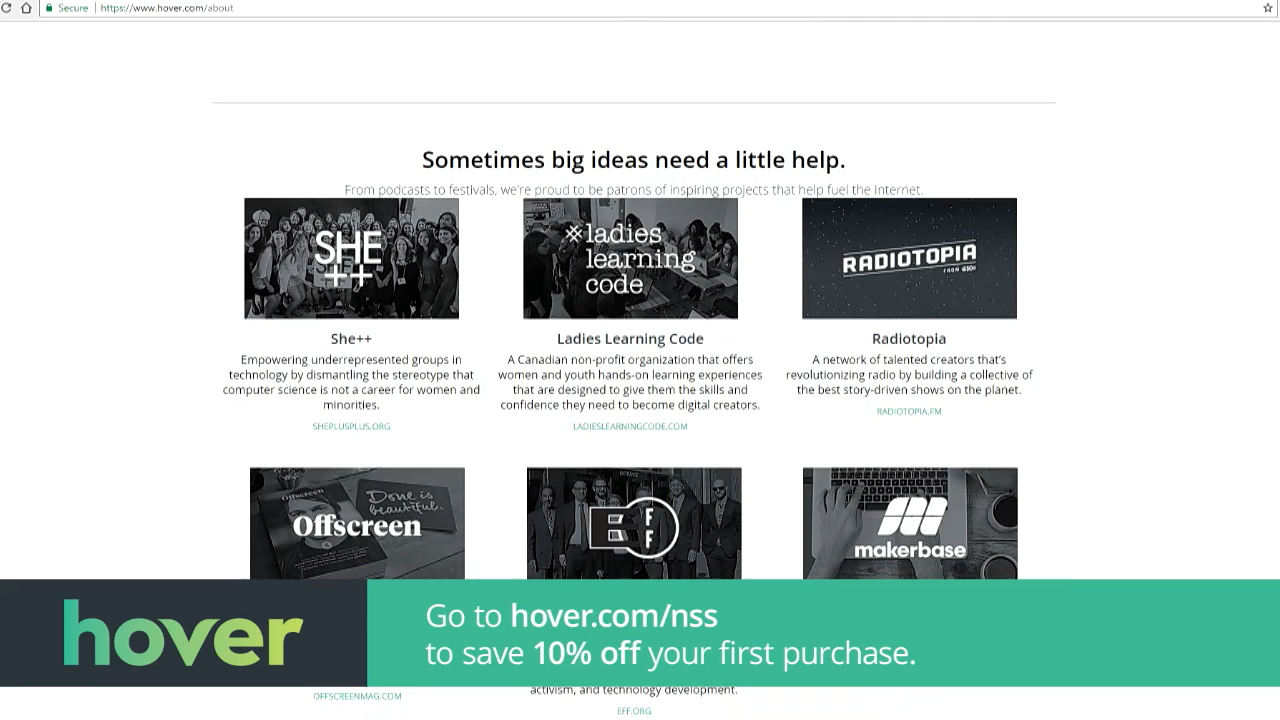 Secure
https://www.hover.com/about
Sometimes big ideas need a little help.
From podcasts to festivals, we're proud to be patrons of inspiring projects that help fuel the Internet.
SHE
++
ladies
learning
code
RADIOTOPIA
FROM
She++
Empowering underrepresented groups in
technology by dismantling the stereotype that
computer science is not a career for women and
minorities.
SHEPLUSPLUS.ORG
Ladies Learning Code
A Canadian non-profit organization that offers
women and youth hands-on learning experiences
that are designed to give them the skills and
confidence they need to become digital creators.
LADIESLEARNINGCODE.COM
Radiotopia
A network of talented creators that's
revolutionizing radio by building a collective of
the best story-driven shows on the planet.
RADIOTOPIA.FM
Offscreen
Done is
beautiful.
Offscreen
E
F
F
makerbase
hover
Go to hover.com/nss
to save 10% off your first purchase.
OFFSCREENMAG.COM
activism, and technology development.
EFF.ORG